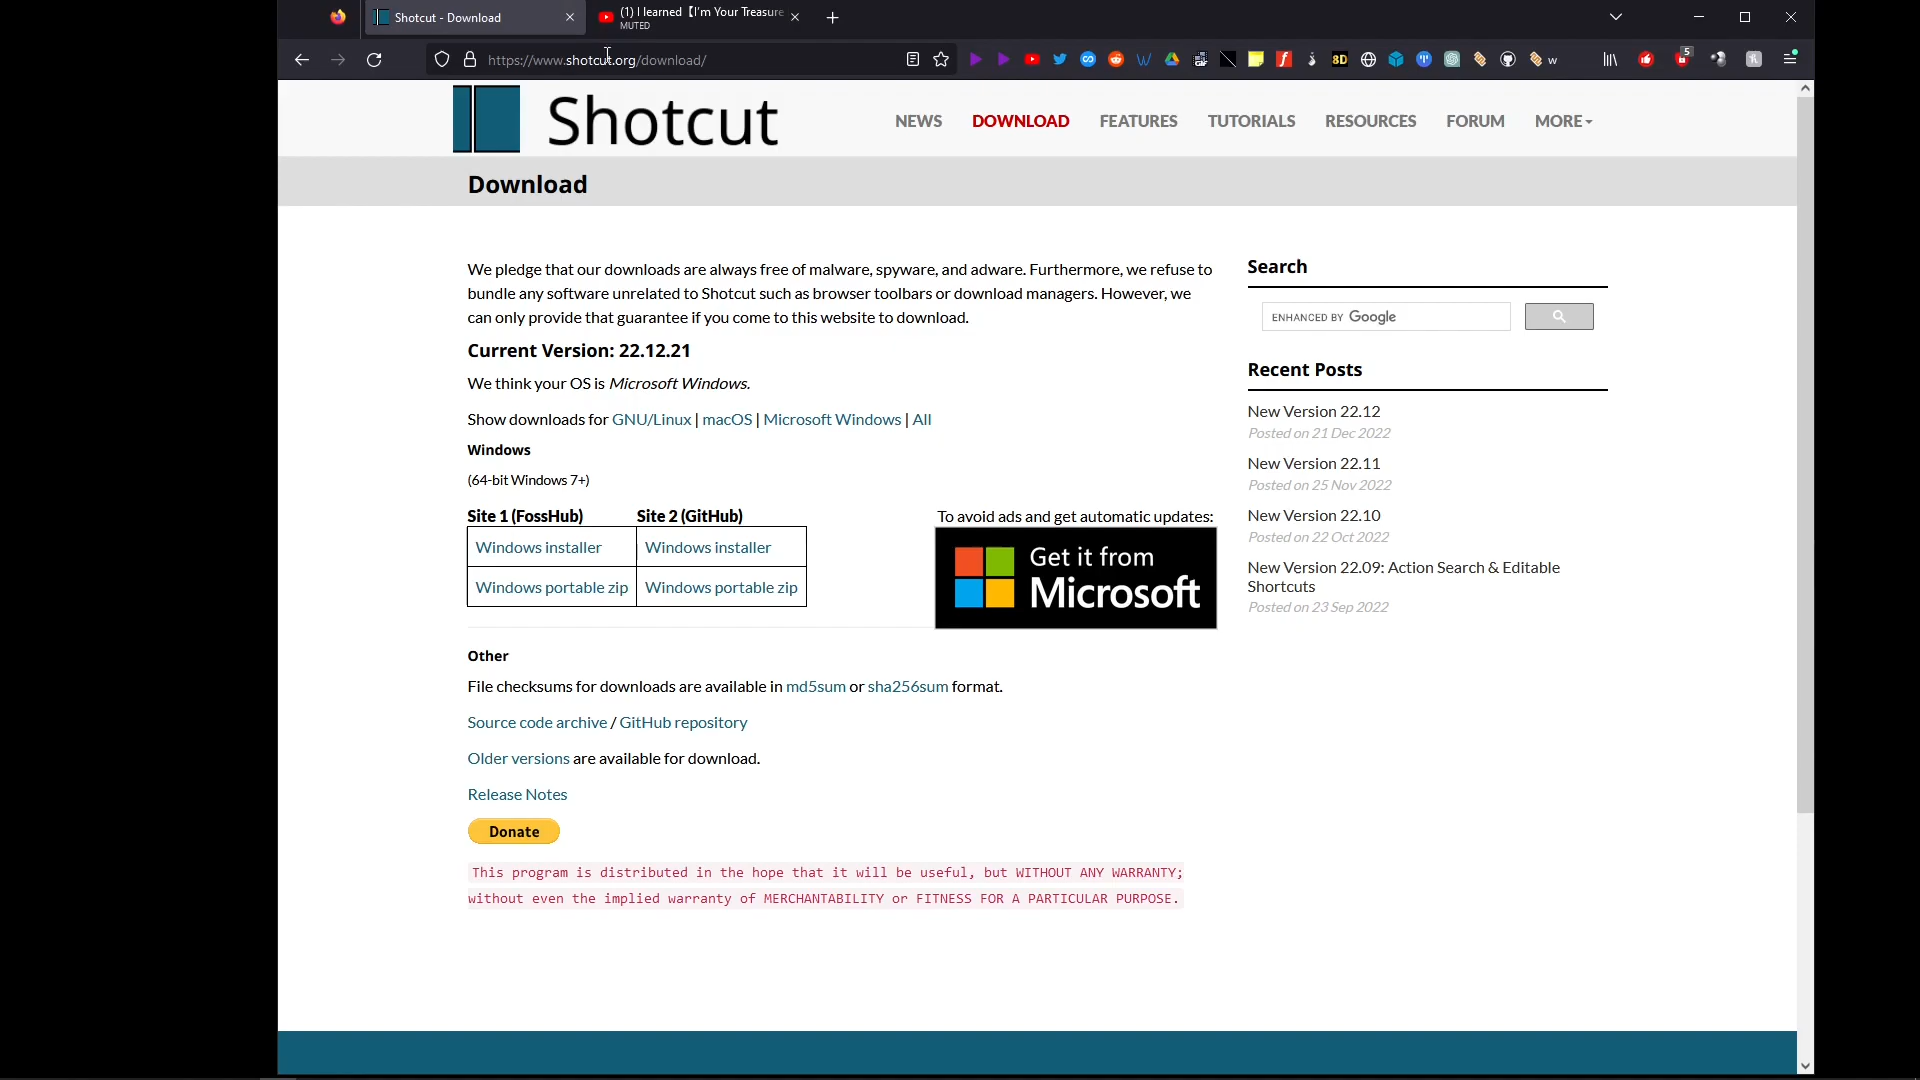 Shotcut - Download
(1) I learned【I'm Your Treasure
MUTED
https://www.shotcut.org/download/
8D
5
w
Shotcut
NEWS DOWNLOAD FEATURES TUTORIALS RESOURCES FORUM MORE
Download
We pledge that our downloads are always free of malware, spyware, and adware. Furthermore, we refuse to
bundle any software unrelated to Shotcut such as browser toolbars or download managers. However, we
can only provide that guarantee if you come to this website to download.
Current Version: 22.12.21
We think your OS is Microsoft Windows.
Show downloads for GNU/Linux | macOS | Microsoft Windows | All
Windows
(64-bit Windows 7+)
Site 1 (FossHub) Site 2 (GitHub)
Windows installer Windows installer
Windows portable zip Windows portable zip
To avoid ads and get automatic updates:
Get it from
Microsoft
Other
File checksums for downloads are available in md5sum or sha256sum format.
Source code archive / GitHub repository
Older versions are available for download.
Release Notes
Donate
This program is distributed in the hope that it will be useful, but WITHOUT ANY WARRANTY;
without even the implied warranty of MERCHANTABILITY or FITNESS FOR A PARTICULAR PURPOSE.
Search
ENHANCED BY Google
Recent Posts
New Version 22.12
Posted on 21 Dec 2022
New Version 22.11
Posted on 25 Nov 2022
New Version 22.10
Posted on 22 Oct 2022
New Version 22.09: Action Search & Editable
Shortcuts
Posted on 23 Sep 2022